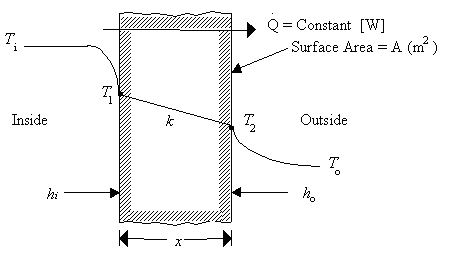 Q̇ = Constant [W]
Surface Area = A (m²)
Tᵢ
T₁
k
T₂
Inside
Outside
Tₒ
hi
hₒ
x